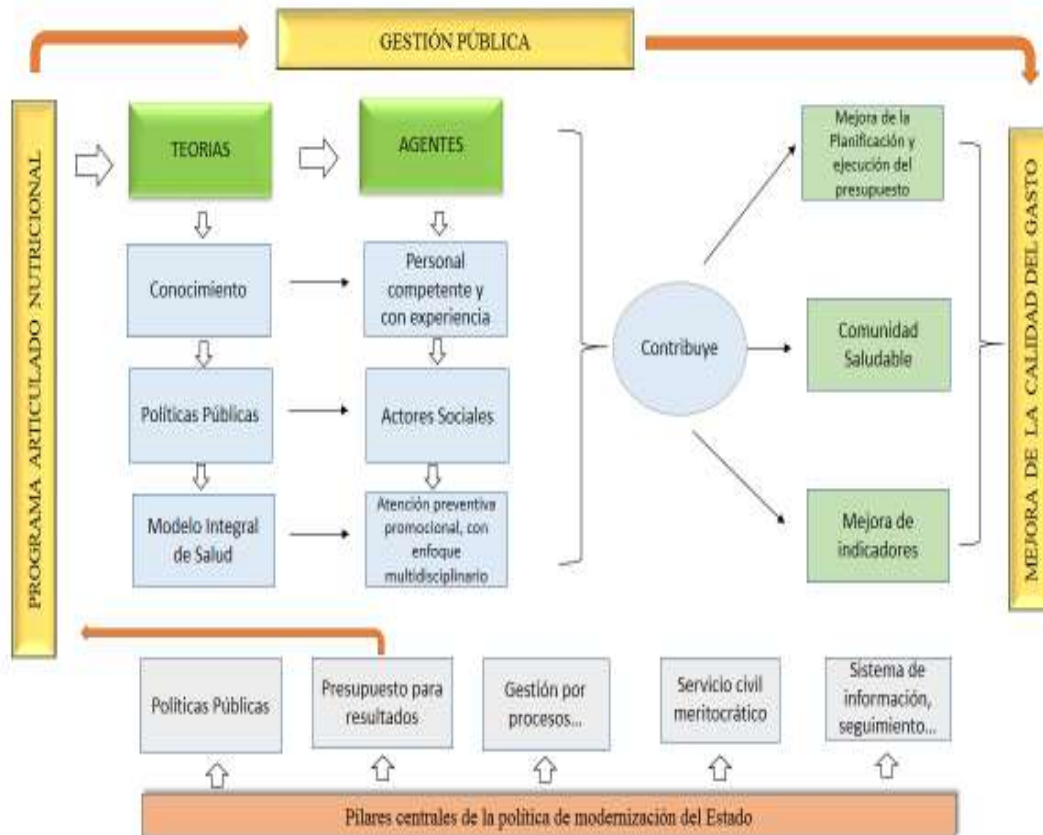 GESTIÓN PÚBLICA
PROGRAMA ARTICULADO NUTRICIONAL
TEORIAS
AGENTES
Conocimiento
Personal
competente y
con experiencia
Políticas Públicas
Actores Sociales
Modelo Integral
de Salud
Atención preventiva
promocional, con
enfoque
multidisciplinario
Contribuye
Mejora de la
Planificación y
ejecución del
presupuesto
Comunidad
Saludable
Mejora de
indicadores
MEJORA DE LA CALIDAD DEL GASTO
Políticas Públicas
Presupuesto para
resultados
Gestión por
procesos...
Servicio civil
meritocrático
Sistema de
información,
seguimiento...
Pilares centrales de la política de modernización del Estado